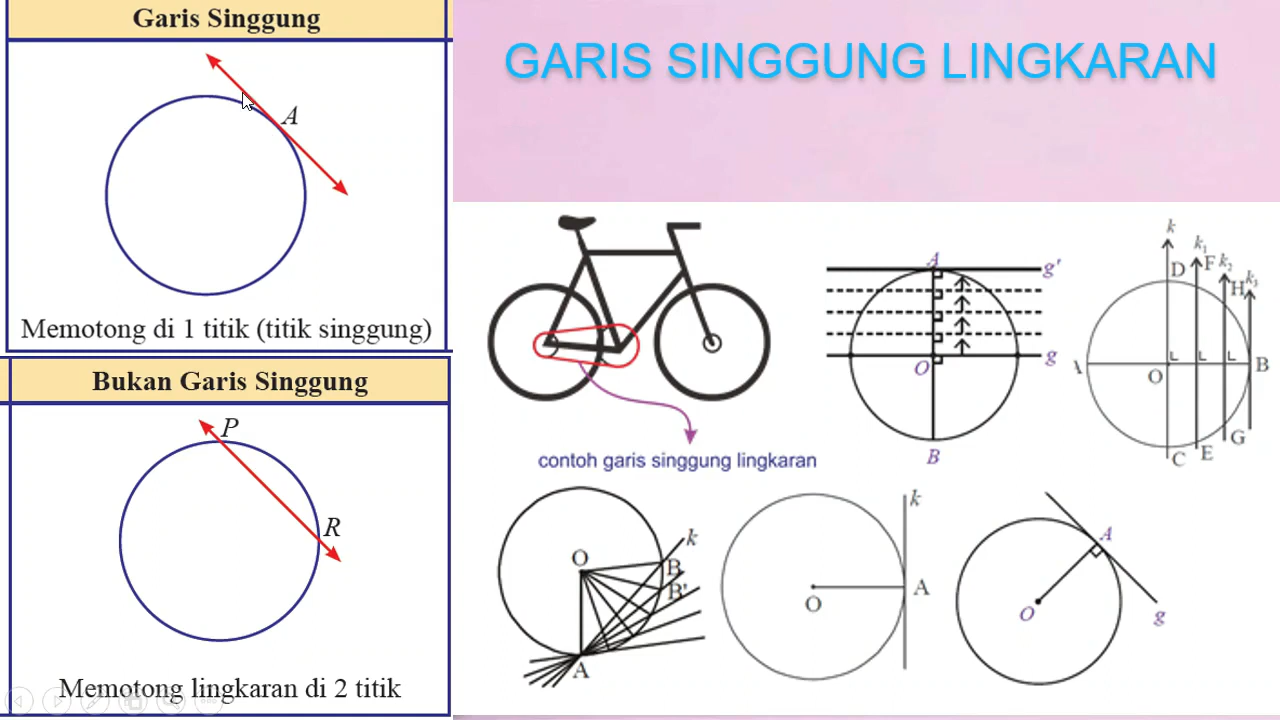 Garis Singgung
A
Memotong di 1 titik (titik singgung)
Bukan Garis Singgung
P
R
Memotong lingkaran di 2 titik
GARIS SINGGUNG LINGKARAN
contoh garis singgung lingkaran
A
g'
O
g
B
k
k₁
D
F
k₂
H
k₃
A
O
B
G
C
E
O
k
B
B'
A
k
O
A
A
O
g